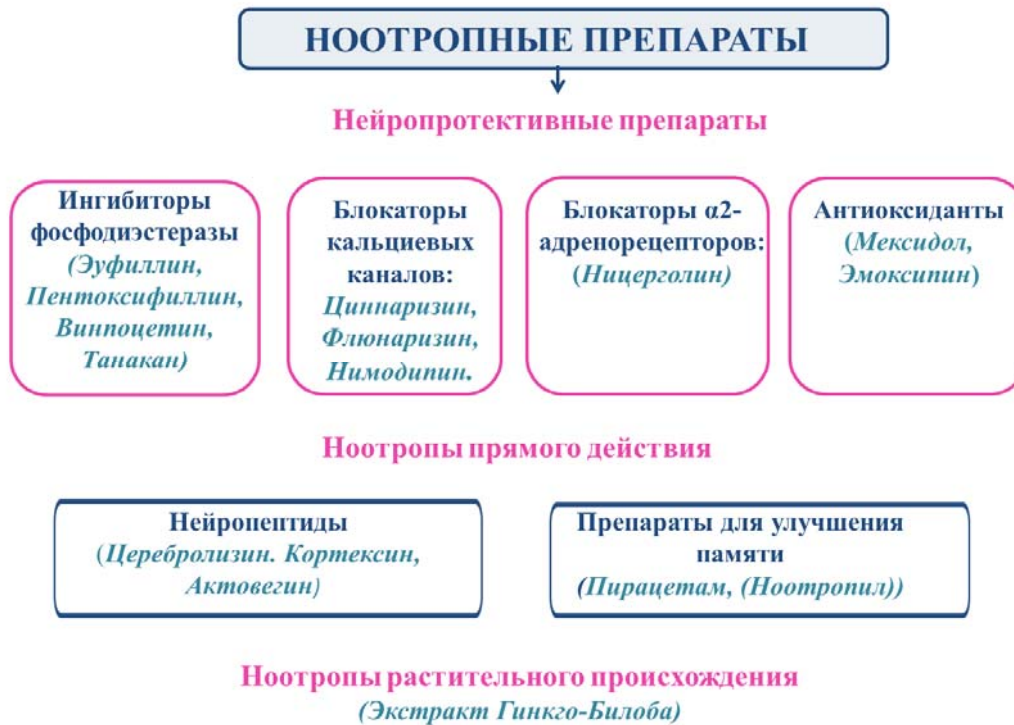 НООТРОПНЫЕ ПРЕПАРАТЫ
Нейропротективные препараты
Ингибиторы
фосфодиэстеразы
(Эуфиллин,
Пентоксифиллин,
Винпоцетин,
Танакан)
Блокаторы
кальциевых
каналов:
Циннаризин,
Флюнаризин,
Нимодипин.
Блокаторы α2-
адренорецепторов:
(Ницерголин)
Антиоксиданты
(Мексидол,
Эмоксипин)
Ноотропы прямого действия
Нейропептиды
(Церебролизин. Кортексин,
Актовегин)
Препараты для улучшения
памяти
(Пирацетам, (Ноотропил))
Ноотропы растительного происхождения
(Экстракт Гинкго-Билоба)